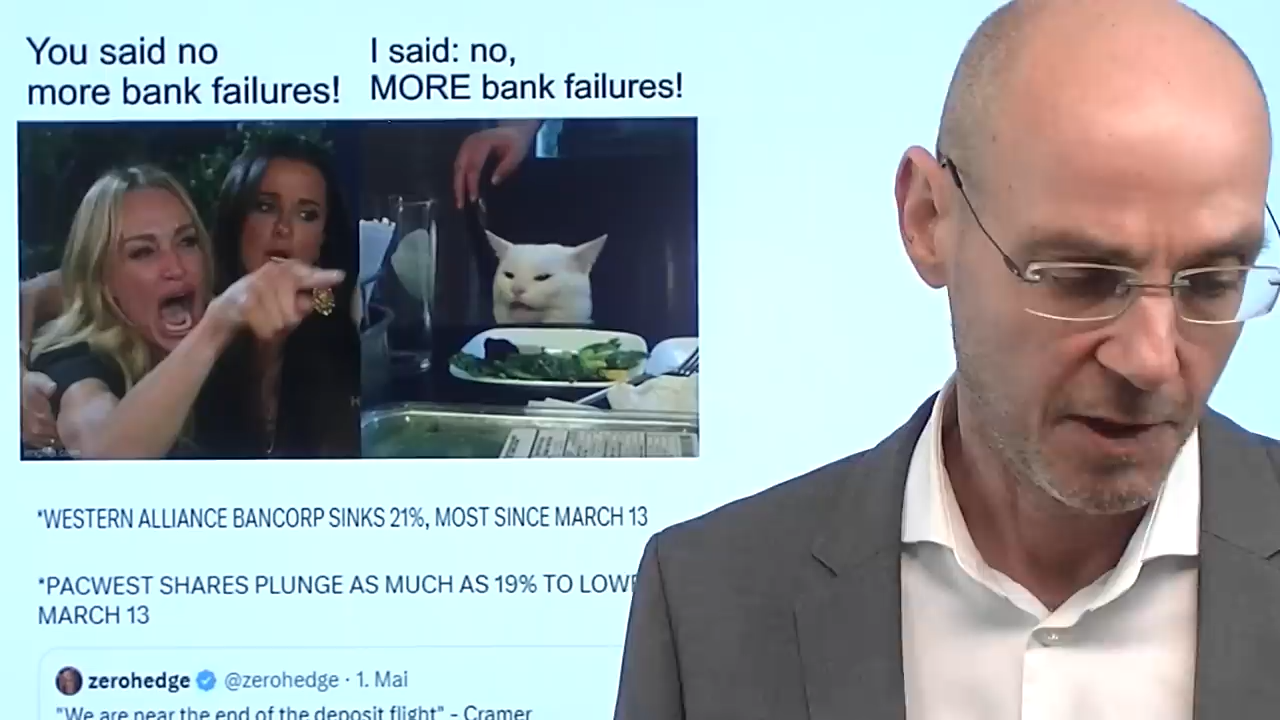 You said no
more bank failures!
I said: no,
MORE bank failures!
*WESTERN ALLIANCE BANCORP SINKS 21%, MOST SINCE MARCH 13
*PACWEST SHARES PLUNGE AS MUCH AS 19% TO
MARCH 13
zerohedge @zerohedge · 1. Mai
"We are near the end of the deposit flight" - Cramer